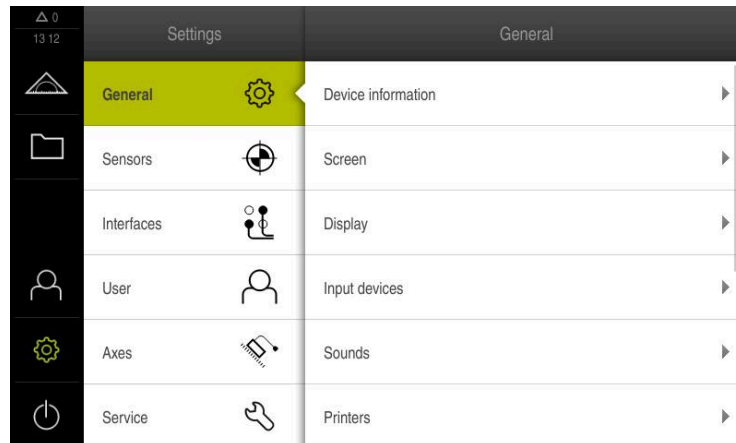 0
13 12
Settings
General
General
Sensors
Interfaces
User
Axes
Service
Device information
Screen
Display
Input devices
Sounds
Printers